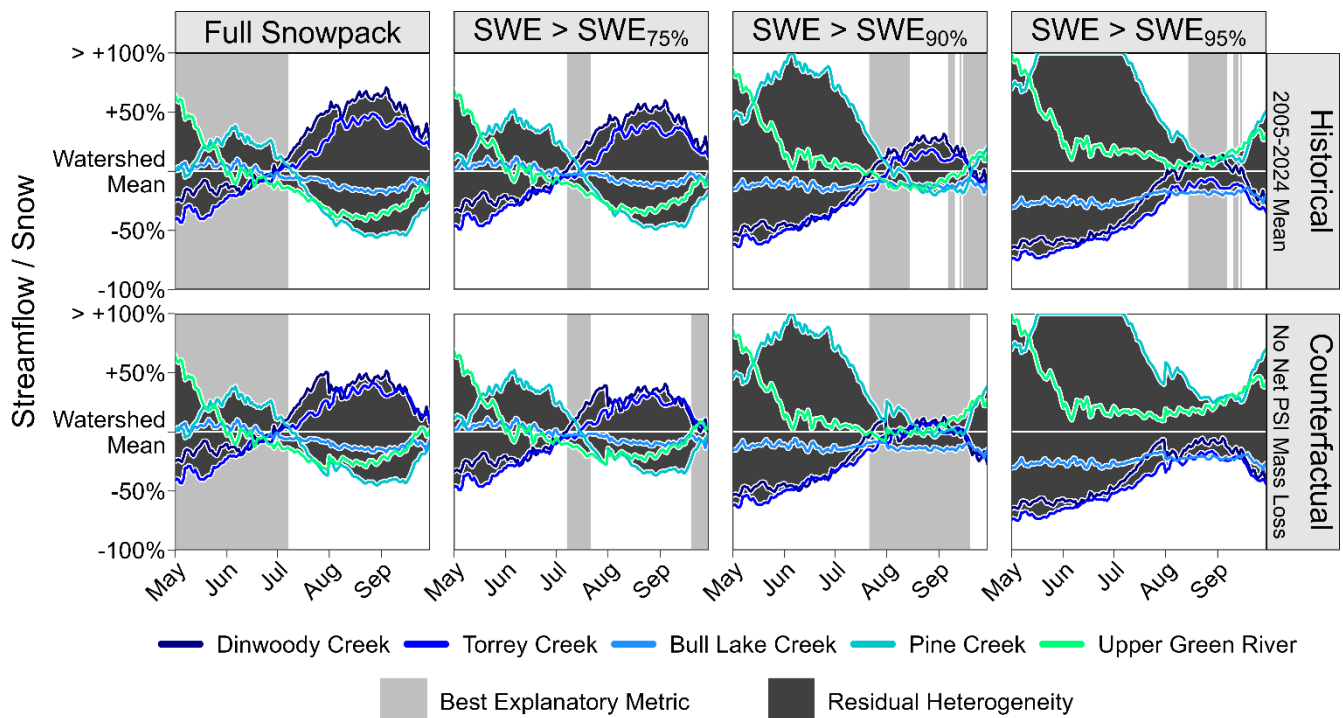 Full Snowpack
SWE > SWE75%
SWE > SWE90%
SWE > SWE95%
Streamflow / Snow
> +100%
+50%
Watershed
Mean
-50%
-100%
Historical
2005-2024 Mean
> +100%
+50%
Watershed
Mean
-50%
-100%
Counterfactual
No Net PSI Mass Loss
May Jun Jul Aug Sep
May Jun Jul Aug Sep
May Jun Jul Aug Sep
May Jun Jul Aug Sep
Dinwoody Creek Torrey Creek Bull Lake Creek Pine Creek Upper Green River
Best Explanatory Metric Residual Heterogeneity